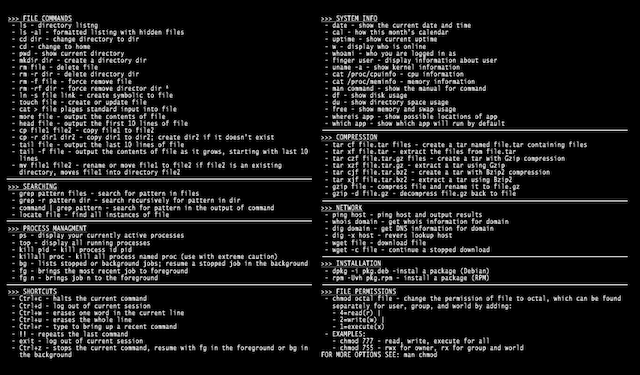 >>> FILE COMMANDS
- ls - directory listng
- ls -al - formatted listing with hidden files
- cd dir - change directory to dir
- cd - change to home
- pwd - show current directory
- mkdir dir - create a directory dir
- rm file - delete file
- rm -r dir - delete directory dir
- rm -f file - force remove file
- rm -rf dir - force remove director dir *
- ln -s file link - create symbolic to file
- touch file - create or update file
- cat > file plages standard input into file
- more file - output the contents of file
- head file - output the first 10 lines of file
- cp file1 file2 - copy file1 to file2
- cp -r dir1 dir2 - copy dir1 to dir2; create dir2 if it doesn't exist
- tail file - output the last 10 lines of file
- tail -f file - output the contents of file as it grows, starting with last 10
lines
- mv file1 file2 - rename or move file1 to file2 if file2 is an existing
directory, moves file1 into directory file2
>>> SEARCHING
- grep pattern files - search for pattern in files
- grep -r pattern dir - search recursively for pattern in dir
- command | grep pattern - search for pattern in the output of command
- locate file - find all instances of file
>>> PROCESS MANAGMENT
- ps - display your currently active processes
- top - display all running processes
- kill pid - kill process id pid
- killall proc - kill all process named proc (use with extreme caution)
- bg - lists stopped or background jobs; resume a stopped job in the background
- fg - brings the most recent job to foreground
- fg n - brings job n to the foreground
>>> SHORTCUTS
- Ctrl+c - halts the current command
- Ctrl+d - log out of current session
- Ctrl+w - erases one word in the current line
- Ctrl+u - erases the whole line
- Ctrl+r - type to bring up a recent command
- !! - repeats the last command
- exit - log out of current session
- Ctrl+z - stops the current command, resume with fg in the foreground or bg in
the background
>>> SYSTEM INFO
- date - show the current date and time
- cal - how this month's calendar
- uptime - show current uptime
- w - display who is online
- whoami - who you are logged in as
- finger user - display information about user
- uname -a - show kernel information
- cat /proc/cpuinfo - cpu information
- cat /proc/meminfo - memory information
- man command - show the manual for command
- df - show disk usage
- du - show directory space usage
- free - show memory and swap usage
- whereis app - show possible locations of app
- which app - show which app will run by default
>>> COMPRESSION
- tar cf file.tar files - create a tar named file.tar containing files
- tar xf file.tar - extract the files from file.tar
- tar czf file.tar.gz files - create a tar with Gzip compression
- tar xzf file.tar.gz - extract a tar using Gzip
- tar cjf file.tar.bz2 - create a tar with Bzip2 compression
- tar xjf file.tar.bz2 - extract a tar using Bzip2
- gzip file - compress file and rename it to file.gz
- gzip -d file.gz - decompress file.gz back to file
>>> NETWORK
- ping host - ping host and output results
- whois domain - get whois information for domain
- dig domain - get DNS information for domain
- dig -x host - revers lookup host
- wget file - download file
- wget -c file - continue a stopped download
>>> INSTALLATION
- dpkg -i pkg.deb -instal a package (Debian)
- rpm -Uvh pkg.rpm - install a package (RPM)
>>> FILE PERMISSIONS
- chmod octal file - change the permission of file to octal, which can be found
separately for user, group, and world by adding:
- 4=read(r) |
- 2=write(w) |
- 1=execute(x)
EXAMPLES:
- chmod 777 - read, write, execute for all
- chmod 755 - rwx for owner, rx for group and world
FOR MORE OPTIONS SEE: man chmod